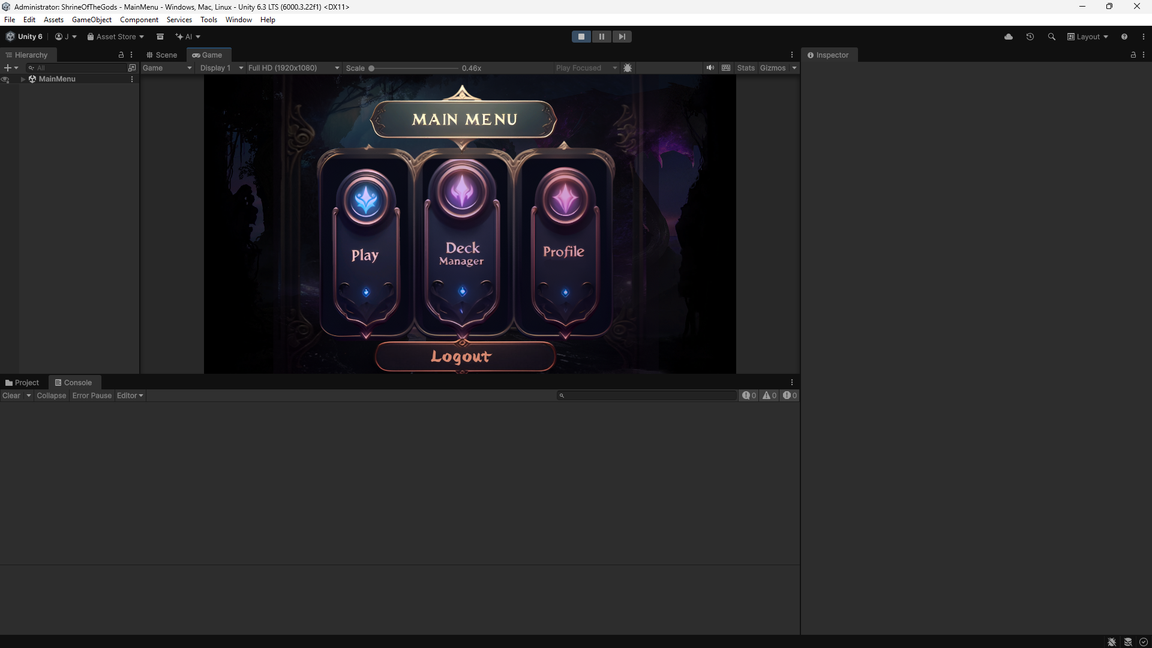 Administrator: ShrineOfTheGods - MainMenu - Windows, Mac, Linux - Unity 6.3 LTS (6000.3.22f1) <DX11>
File Edit Assets GameObject Component Services Tools Window Help
Unity 6 J Asset Store AI Layout
Hierarchy Scene Game Inspector
All Game Display 1 Full HD (1920x1080) Scale 0.46x Play Focused Stats Gizmos
MainMenu
MAIN MENU
Play
Deck
Manager
Profile
Logout
Project Console
Clear Collapse Error Pause Editor 0 0 0